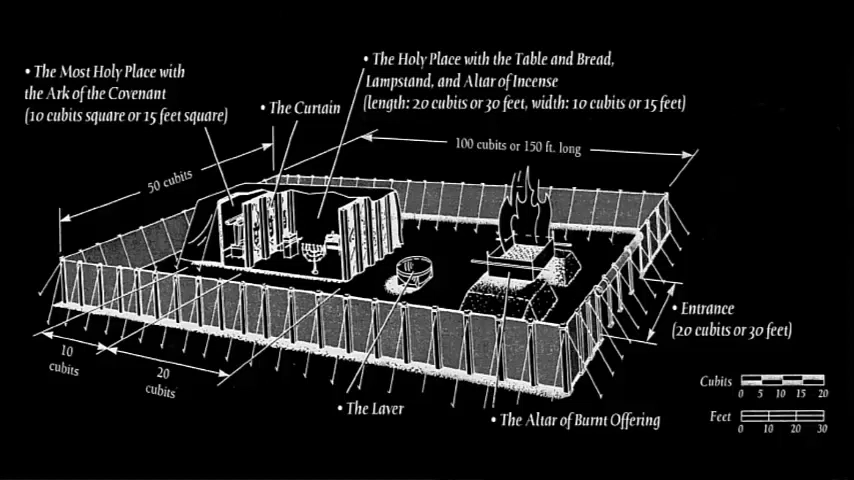 • The Most Holy Place with
the Ark of the Covenant
(10 cubits square or 15 feet square)
• The Curtain
• The Holy Place with the Table and Bread,
Lampstand, and Altar of Incense
(length: 20 cubits or 30 feet, width: 10 cubits or 15 feet)
100 cubits or 150 ft. long
50 cubits
• Entrance
(20 cubits or 30 feet)
10
cubits
20
cubits
• The Laver
• The Altar of Burnt Offering
Cubits
0 5 10 15 20
Feet
0 10 20 30